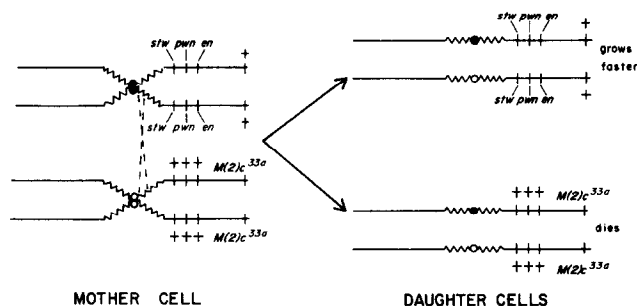 +
stw pwn en
stw pwn en
+
+++ M(2)c33a
+++ M(2)c33a
MOTHER CELL
+
stw pwn en
grows
faster
stw pwn en
+
+++ M(2)c33a
dies
+++ M(2)c33a
DAUGHTER CELLS